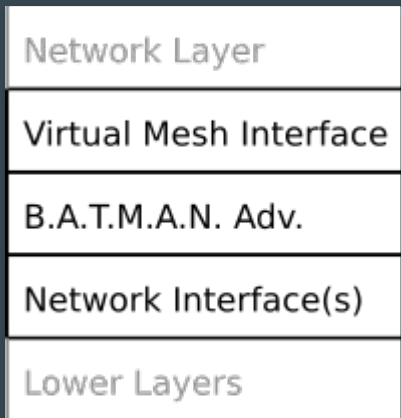 Network Layer
Virtual Mesh Interface
B.A.T.M.A.N. Adv.
Network Interface(s)
Lower Layers